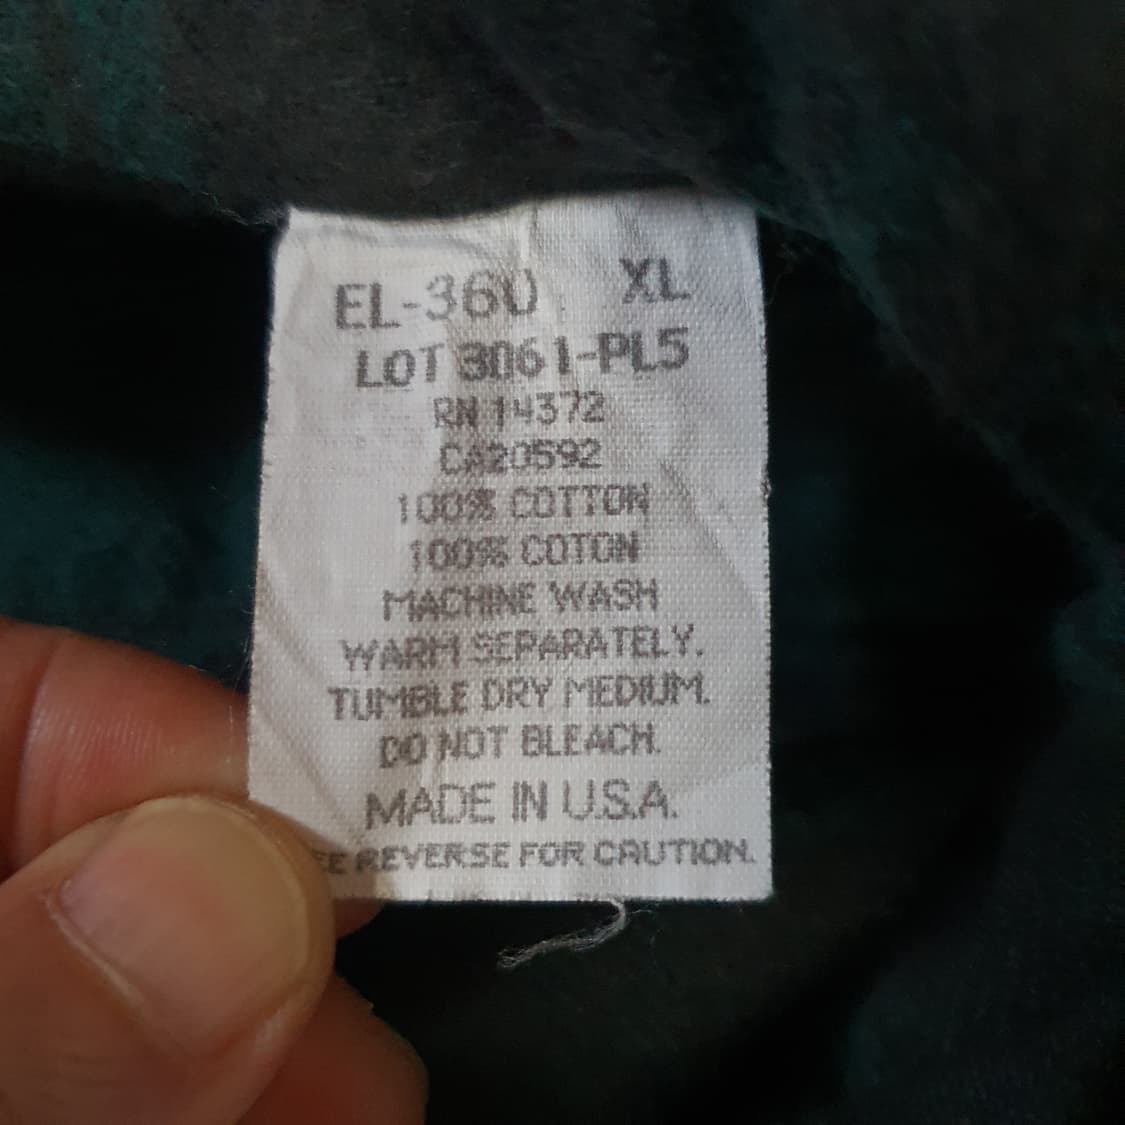 EL-360 XL
LOT 3061-PL5
RN 14372
CA20592
100% COTTON
100% COTON
MACHINE WASH
WARM SEPARATELY.
TUMBLE DRY MEDIUM.
DO NOT BLEACH.
MADE IN U.S.A.
EE REVERSE FOR CAUTION.